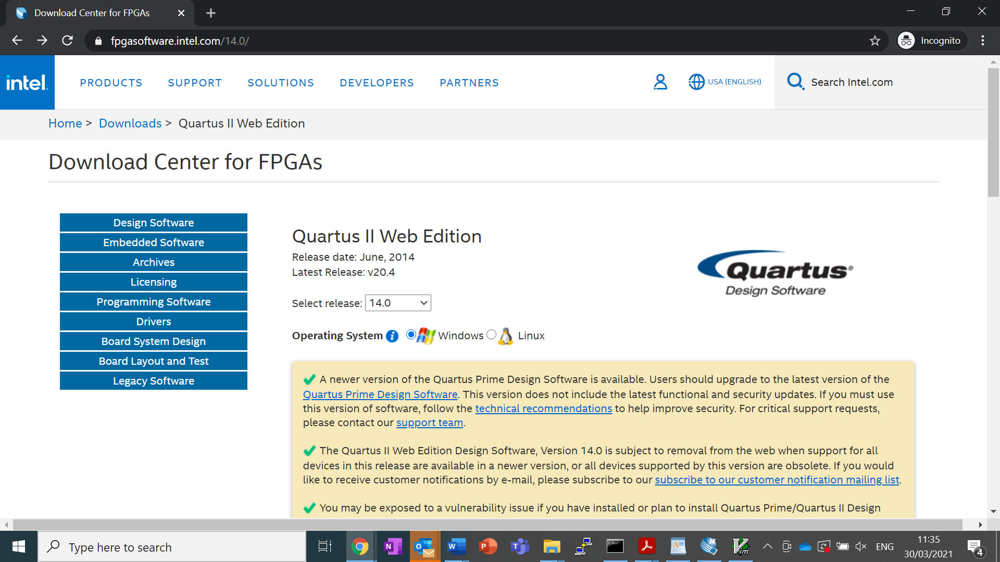 Download Center for FPGAs
fpgasoftware.intel.com/14.0/
Incognito
intel.
PRODUCTS
SUPPORT
SOLUTIONS
DEVELOPERS
PARTNERS
USA (ENGLISH)
Search Intel.com
Home > Downloads > Quartus II Web Edition
Download Center for FPGAs
Design Software
Embedded Software
Archives
Licensing
Programming Software
Drivers
Board System Design
Board Layout and Test
Legacy Software
Quartus II Web Edition
Release date: June, 2014
Latest Release: v20.4
Select release: 14.0
Operating System i Windows Linux
Quartus®
Design Software
A newer version of the Quartus Prime Design Software is available. Users should upgrade to the latest version of the
Quartus Prime Design Software. This version does not include the latest functional and security updates. If you must use
this version of software, follow the technical recommendations to help improve security. For critical support requests,
please contact our support team.
The Quartus II Web Edition Design Software, Version 14.0 is subject to removal from the web when support for all
devices in this release are available in a newer version, or all devices supported by this version are obsolete. If you would
like to receive customer notifications by e-mail, please subscribe to our subscribe to our customer notification mailing list.
You may be exposed to a vulnerability issue if you have installed or plan to install Quartus Prime/Quartus II Design
Type here to search
ENG
11:35
30/03/2021
4